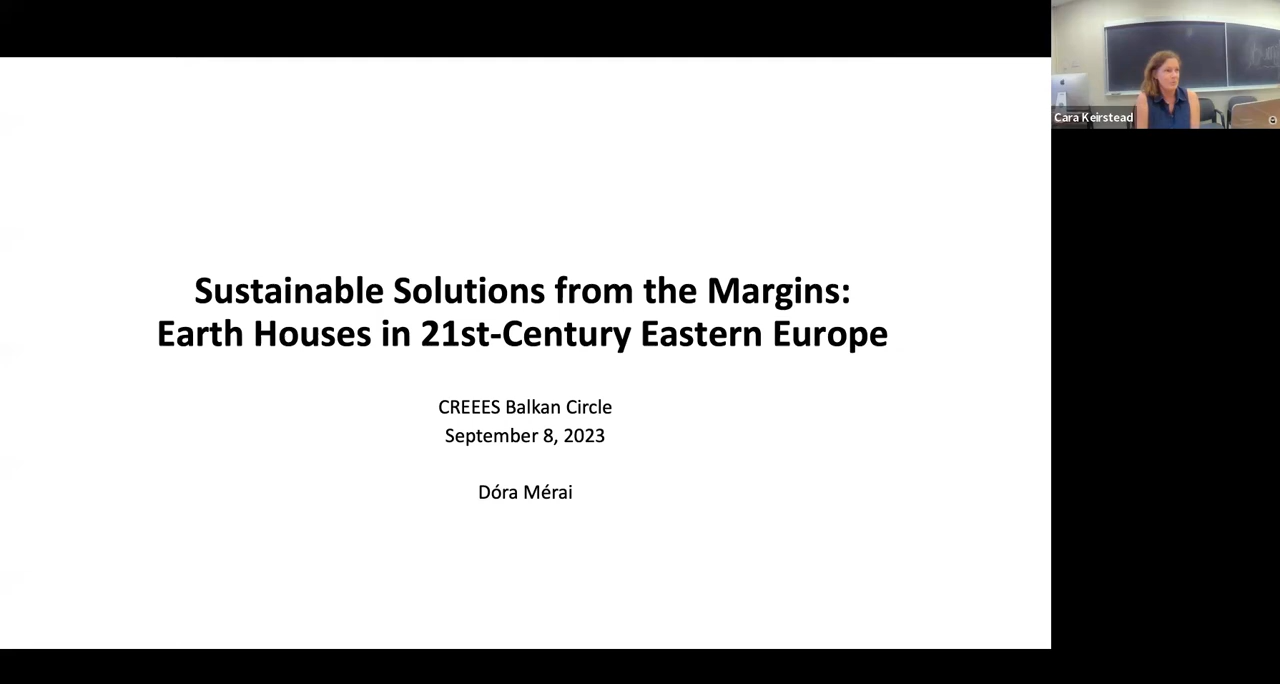 Sustainable Solutions from the Margins:
Earth Houses in 21st-Century Eastern Europe
CREEES Balkan Circle
September 8, 2023
Dóra Mérai
Cara Keirstead